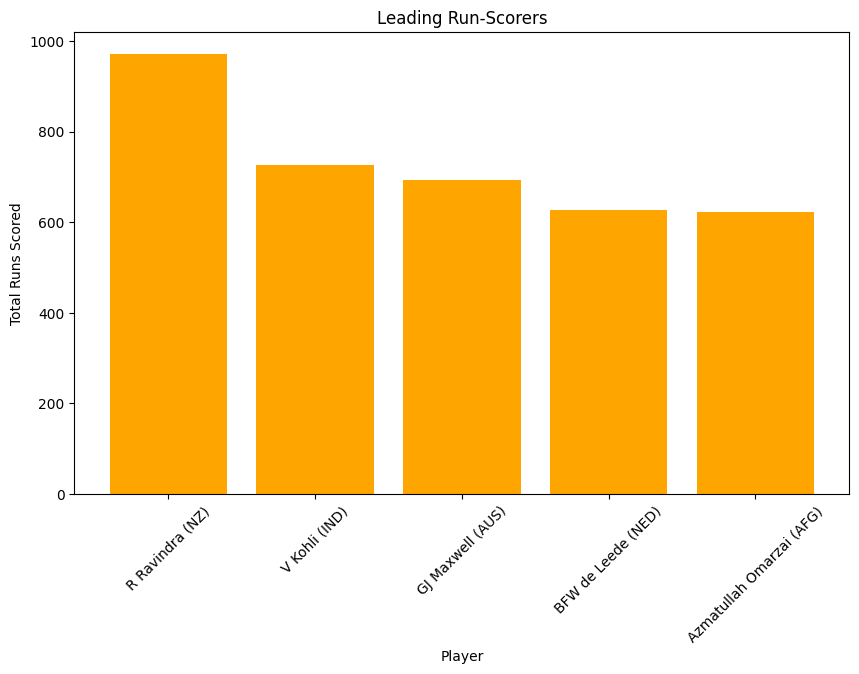 Leading Run-Scorers
1000
800
600
400
200
0
Total Runs Scored
R Ravindra (NZ)
V Kohli (IND)
GJ Maxwell (AUS)
BFW de Leede (NED)
Azmatullah Omarzai (AFG)
Player